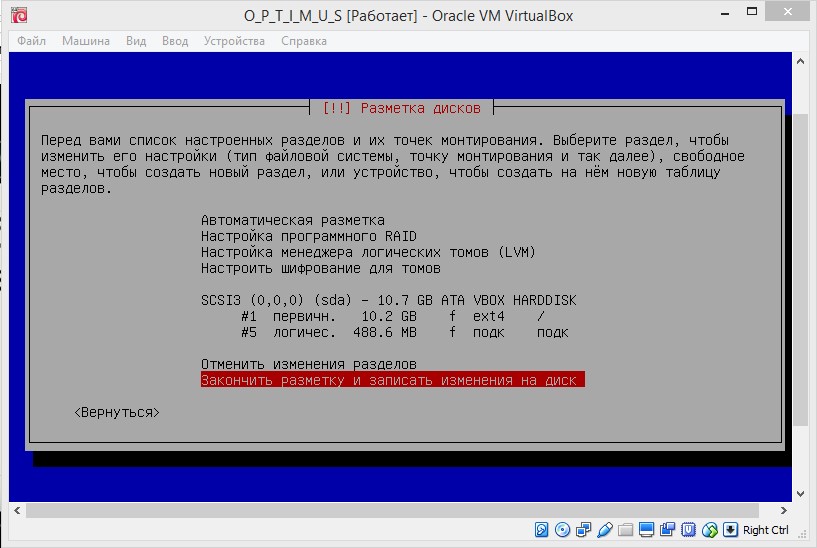 O_P_T_I_M_U_S [Работает] - Oracle VM VirtualBox
Файл Машина Вид Ввод Устройства Справка
[!!] Разметка дисков
Перед вами список настроенных разделов и их точек монтирования. Выберите раздел, чтобы
изменить его настройки (тип файловой системы, точку монтирования и так далее), свободное
место, чтобы создать новый раздел, или устройство, чтобы создать на нём новую таблицу
разделов.
Автоматическая разметка
Настройка программного RAID
Настройка менеджера логических томов (LVM)
Настроить шифрование для томов
SCSI3 (0,0,0) (sda) - 10.7 GB ATA VBOX HARDDISK
#1 первичн. 10.2 GB f ext4 /
#5 логичес. 488.6 MB f подк подк
Отменить изменения разделов
Закончить разметку и записать изменения на диск
<Вернуться>
Right Ctrl